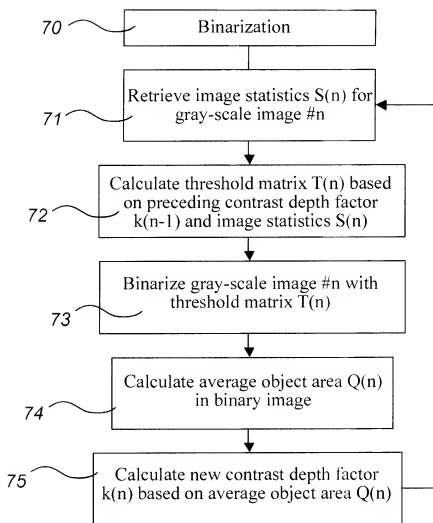 70
Binarization
71
Retrieve image statistics S(n) for
gray-scale image #n
72
Calculate threshold matrix T(n) based
on preceding contrast depth factor
k(n-1) and image statistics S(n)
73
Binarize gray-scale image #n with
threshold matrix T(n)
74
Calculate average object area Q(n)
in binary image
75
Calculate new contrast depth factor
k(n) based on average object area Q(n)